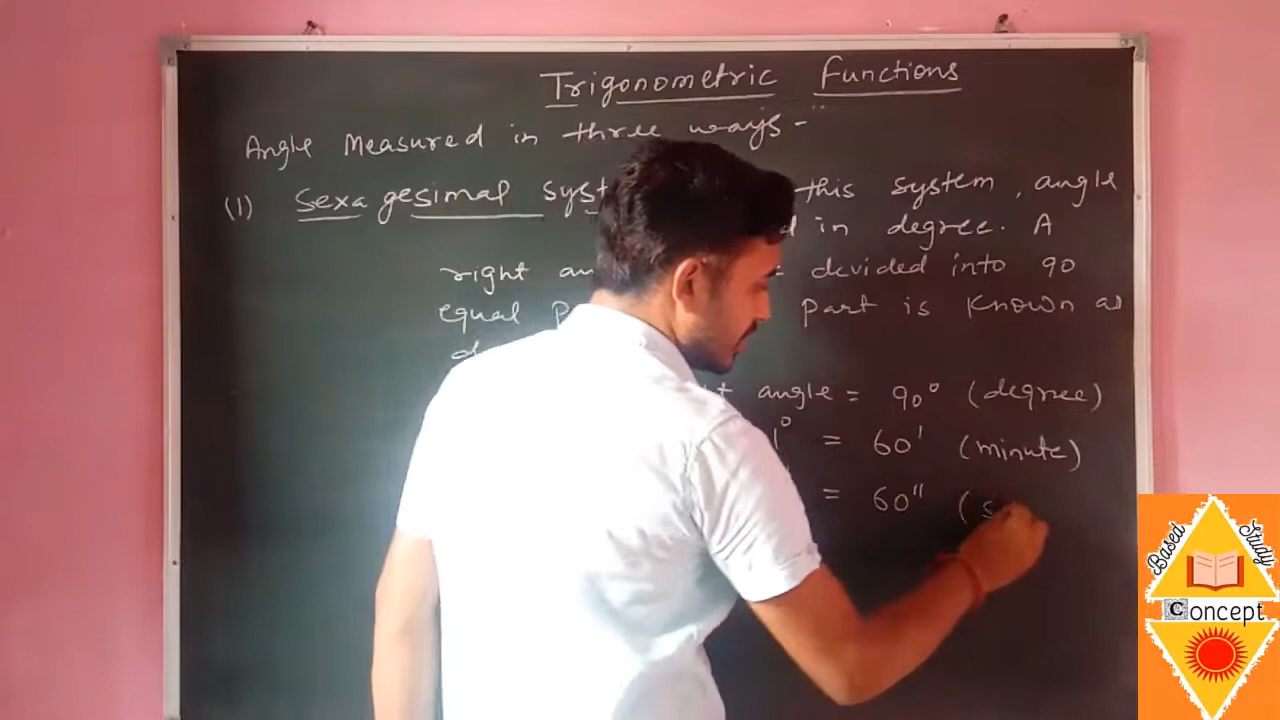 Trigonometric Functions
Angle Measured in three ways -
(1) Sexagesimal this system, angle
in degree. A
right devided into 90
equal part is known as
angle = 90° (degree)
1° = 60' (minute)
= 60" (
Based Study
Concept